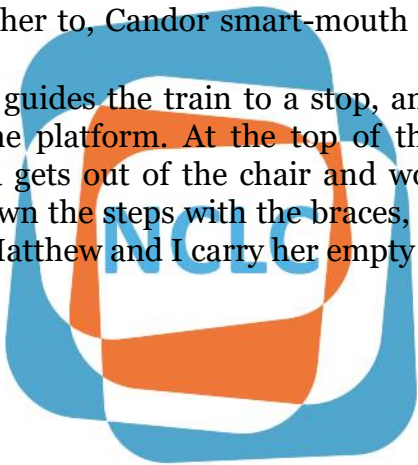 her to, Candor smart-mouth
guides the train to a stop, an
e platform. At the top of th
gets out of the chair and wo
wn the steps with the braces,
Matthew and I carry her empty
NCLC